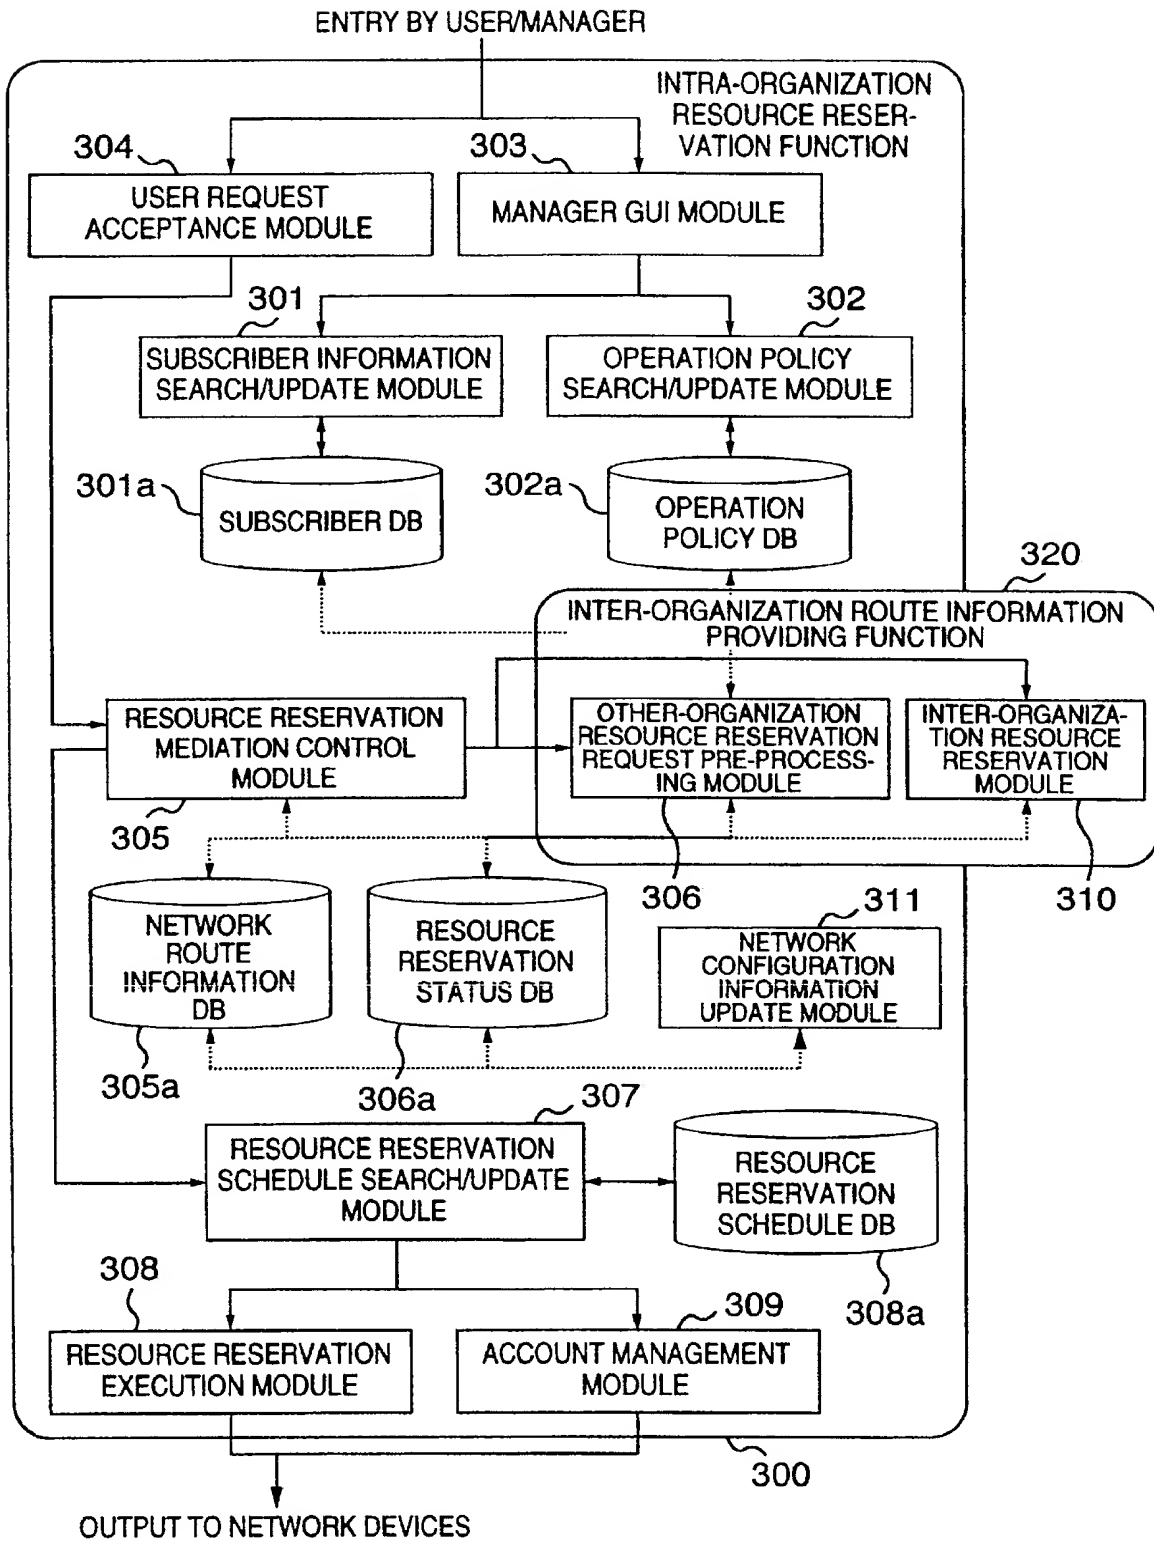 ENTRY BY USER/MANAGER
INTRA-ORGANIZATION
RESOURCE RESER-
VATION FUNCTION
304
303
USER REQUEST
ACCEPTANCE MODULE
MANAGER GUI MODULE
301
302
SUBSCRIBER INFORMATION
SEARCH/UPDATE MODULE
OPERATION POLICY
SEARCH/UPDATE MODULE
301a
SUBSCRIBER DB
302a
OPERATION
POLICY DB
320
INTER-ORGANIZATION ROUTE INFORMATION
PROVIDING FUNCTION
RESOURCE RESERVATION
MEDIATION CONTROL
MODULE
305
OTHER-ORGANIZATION
RESOURCE RESERVATION
REQUEST PRE-PROCESS-
ING MODULE
306
INTER-ORGANIZA-
TION RESOURCE
RESERVATION
MODULE
310
NETWORK
ROUTE
INFORMATION
DB
305a
RESOURCE
RESERVATION
STATUS DB
306a
311
NETWORK
CONFIGURATION
INFORMATION
UPDATE MODULE
307
RESOURCE RESERVATION
SCHEDULE SEARCH/UPDATE
MODULE
RESOURCE
RESERVATION
SCHEDULE DB
308a
308
RESOURCE RESERVATION
EXECUTION MODULE
309
ACCOUNT MANAGEMENT
MODULE
300
OUTPUT TO NETWORK DEVICES